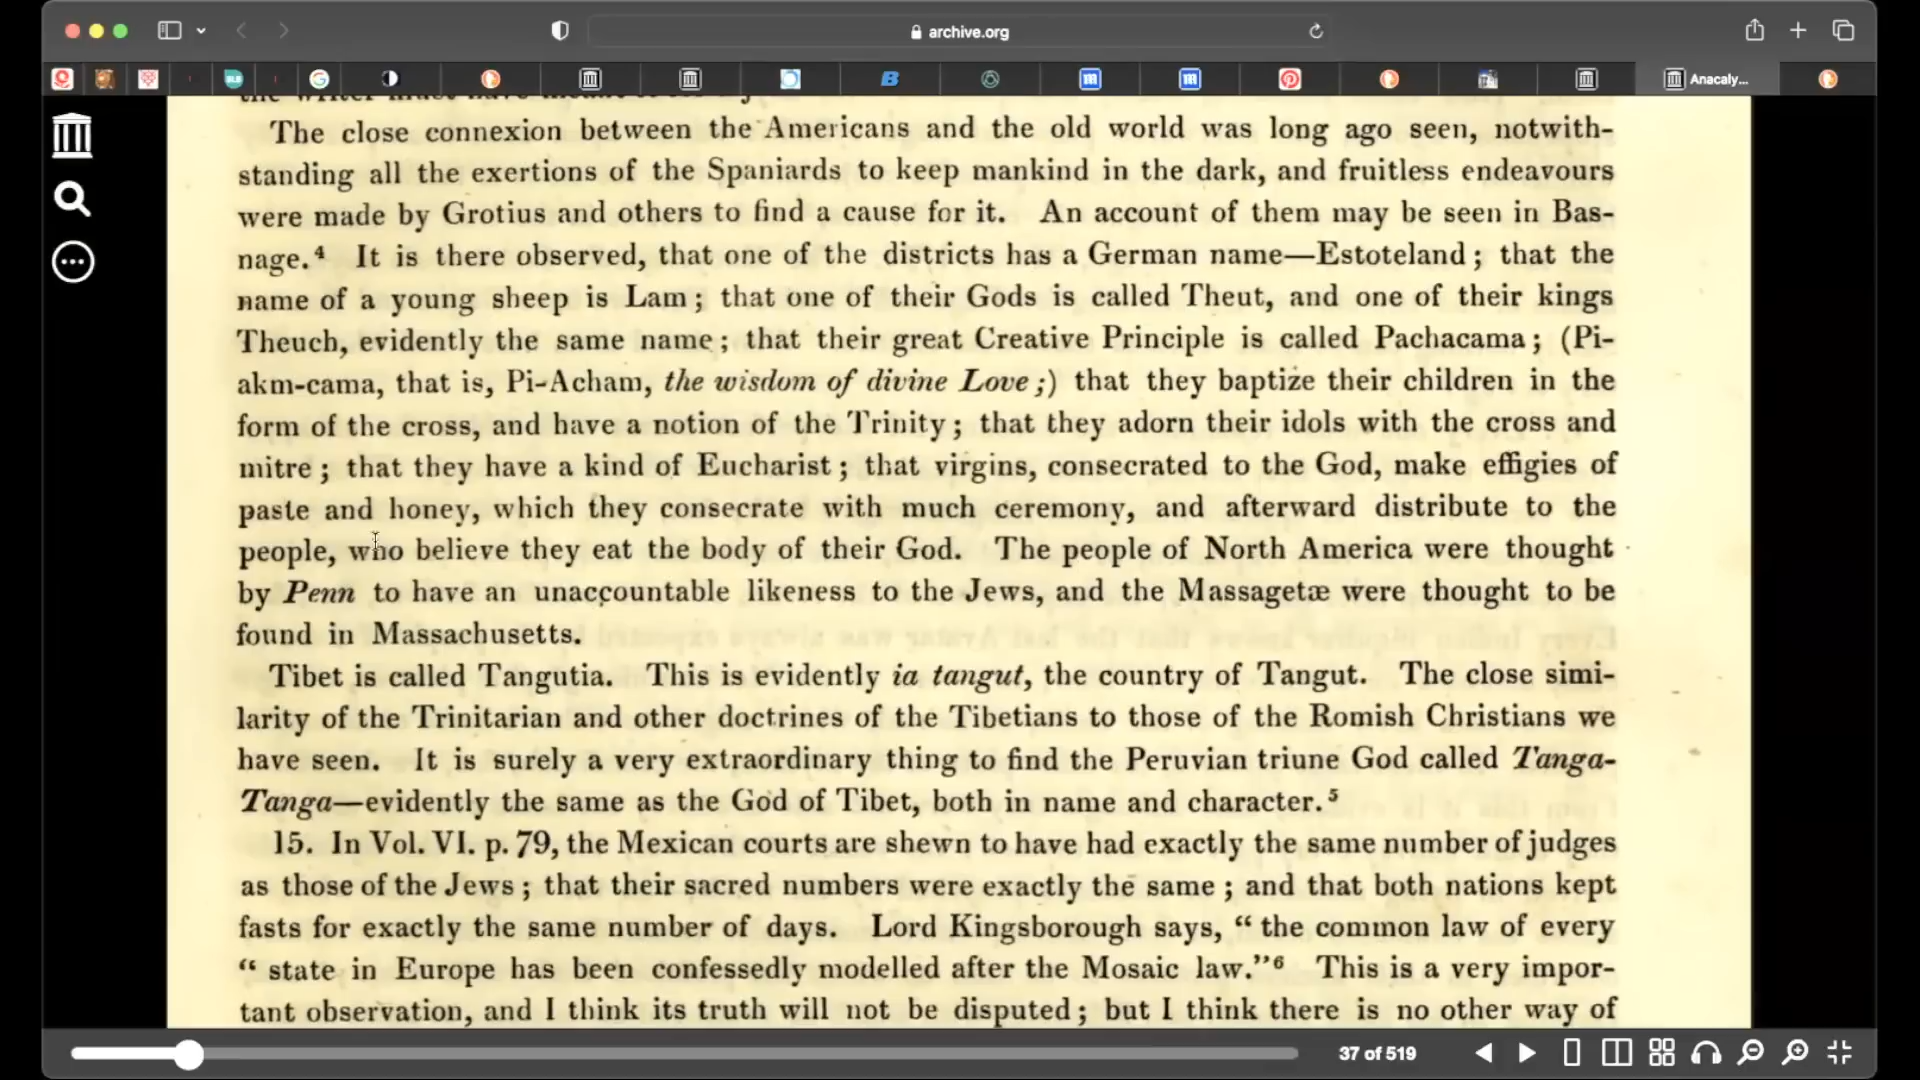 archive.org
Anacaly...
The close connexion between the Americans and the old world was long ago seen, notwith-
standing all the exertions of the Spaniards to keep mankind in the dark, and fruitless endeavours
were made by Grotius and others to find a cause for it. An account of them may be seen in Bas-
nage.⁴ It is there observed, that one of the districts has a German name—Estoteland; that the
name of a young sheep is Lam; that one of their Gods is called Theut, and one of their kings
Theuch, evidently the same name; that their great Creative Principle is called Pachacama; (Pi-
akm-cama, that is, Pi-Acham, the wisdom of divine Love;) that they baptize their children in the
form of the cross, and have a notion of the Trinity; that they adorn their idols with the cross and
mitre; that they have a kind of Eucharist; that virgins, consecrated to the God, make effigies of
paste and honey, which they consecrate with much ceremony, and afterward distribute to the
people, who believe they eat the body of their God. The people of North America were thought
by Penn to have an unaccountable likeness to the Jews, and the Massagetæ were thought to be
found in Massachusetts.
Tibet is called Tangutia. This is evidently ia tangut, the country of Tangut. The close simi-
larity of the Trinitarian and other doctrines of the Tibetians to those of the Romish Christians we
have seen. It is surely a very extraordinary thing to find the Peruvian triune God called Tanga-
Tanga—evidently the same as the God of Tibet, both in name and character.⁵
15. In Vol. VI. p. 79, the Mexican courts are shewn to have had exactly the same number of judges
as those of the Jews; that their sacred numbers were exactly the same; and that both nations kept
fasts for exactly the same number of days. Lord Kingsborough says, “ the common law of every
“ state in Europe has been confessedly modelled after the Mosaic law.”⁶ This is a very impor-
tant observation, and I think its truth will not be disputed; but I think there is no other way of
37 of 519